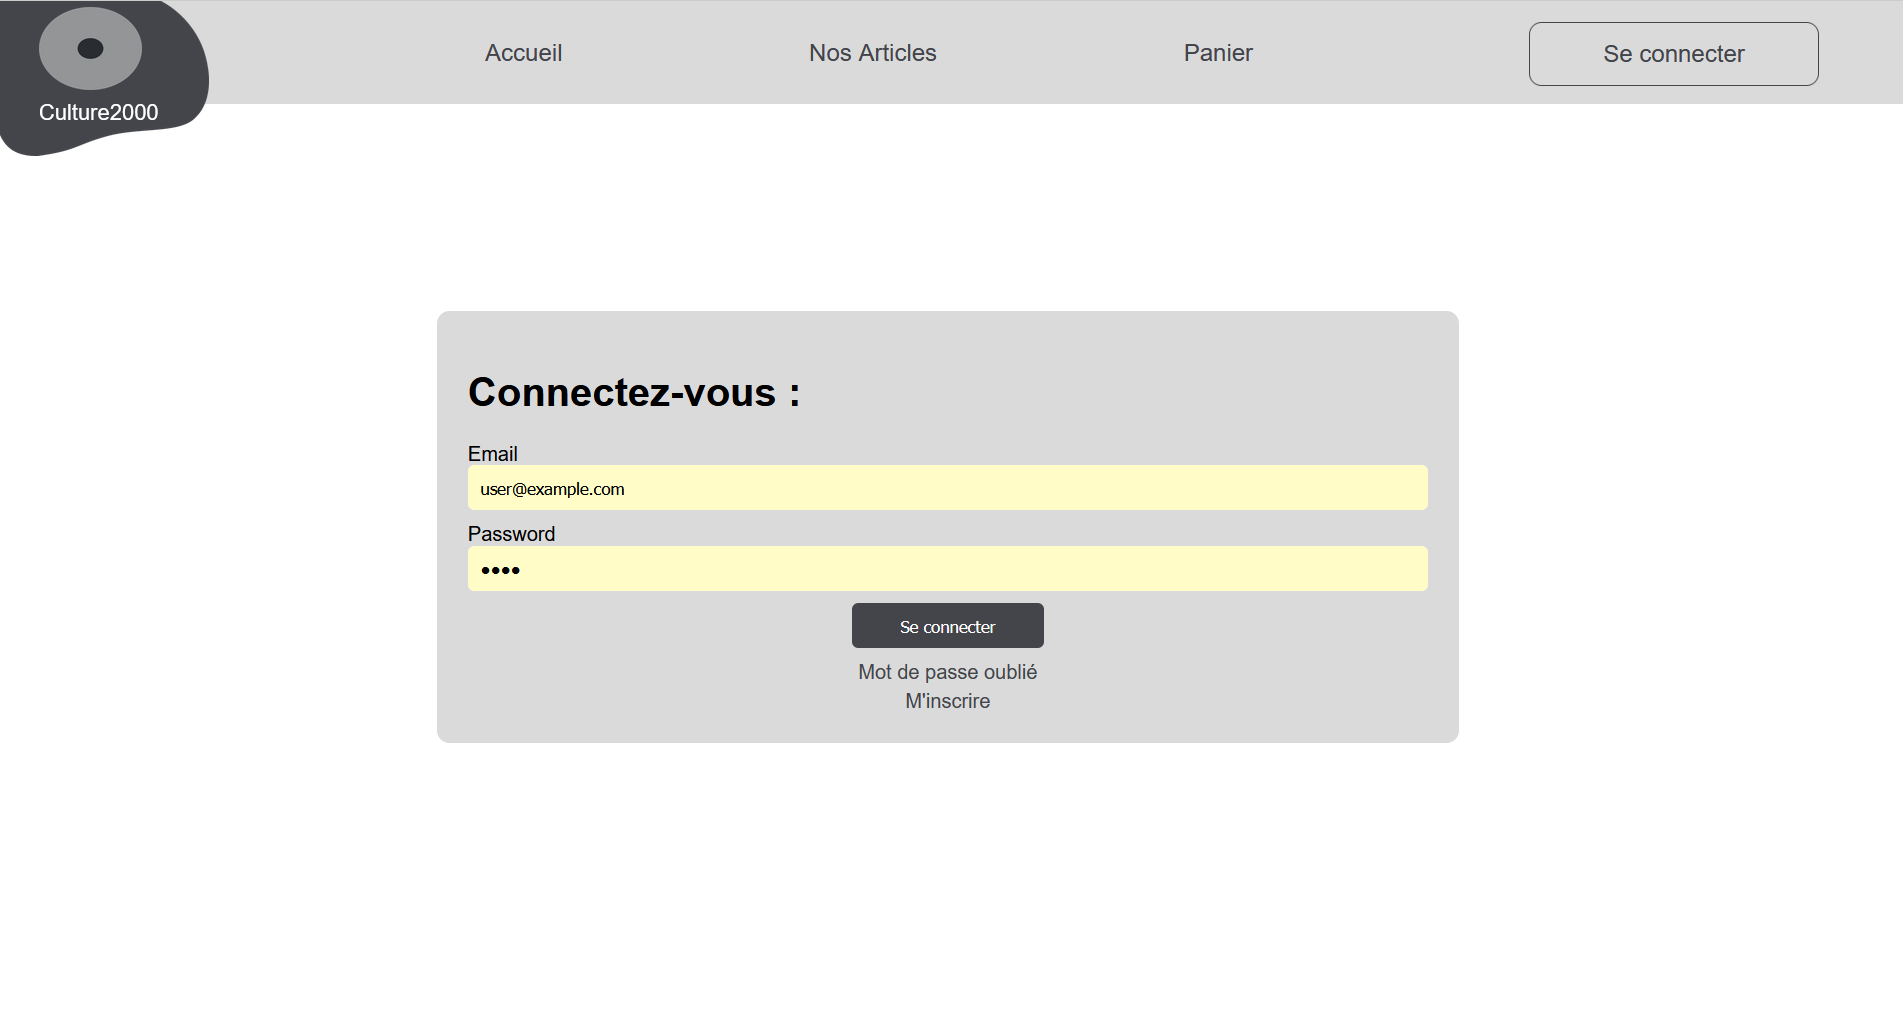 Culture2000
Accueil
Nos Articles
Panier
Se connecter
Connectez-vous :
Email
user@example.com
Password
••••
Se connecter
Mot de passe oublié
M'inscrire